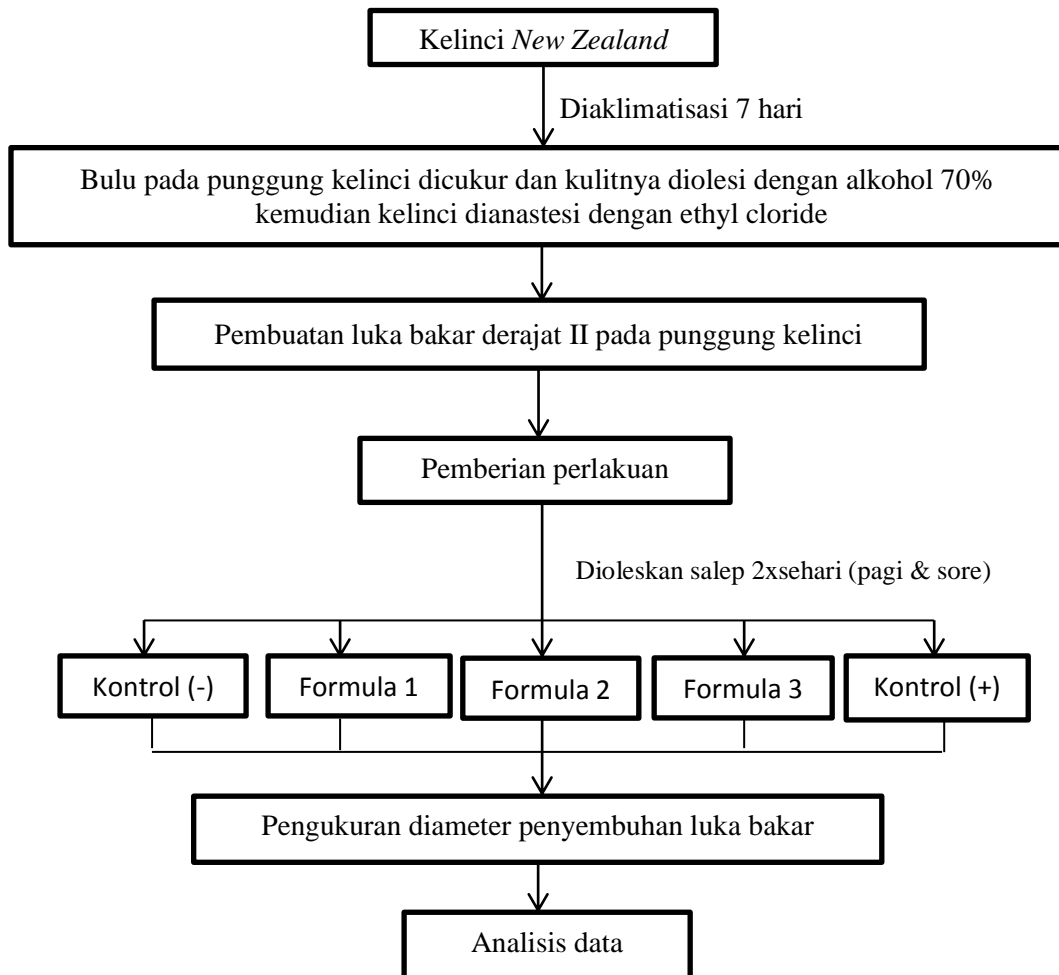 Kelinci New Zealand
Diaklimatisasi 7 hari
Bulu pada punggung kelinci dicukur dan kulitnya diolesi dengan alkohol 70%
kemudian kelinci dianastesi dengan ethyl cloride
Pembuatan luka bakar derajat II pada punggung kelinci
Pemberian perlakuan
Dioleskan salep 2xsehari (pagi & sore)
Kontrol (-)
Formula 1
Formula 2
Formula 3
Kontrol (+)
Pengukuran diameter penyembuhan luka bakar
Analisis data